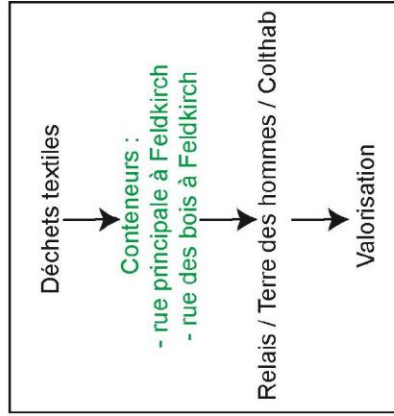 Déchets textiles
Conteneurs :
- rue principale à Feldkirch
- rue des bois à Feldkirch
Relais / Terre des hommes / Colthab
Valorisation